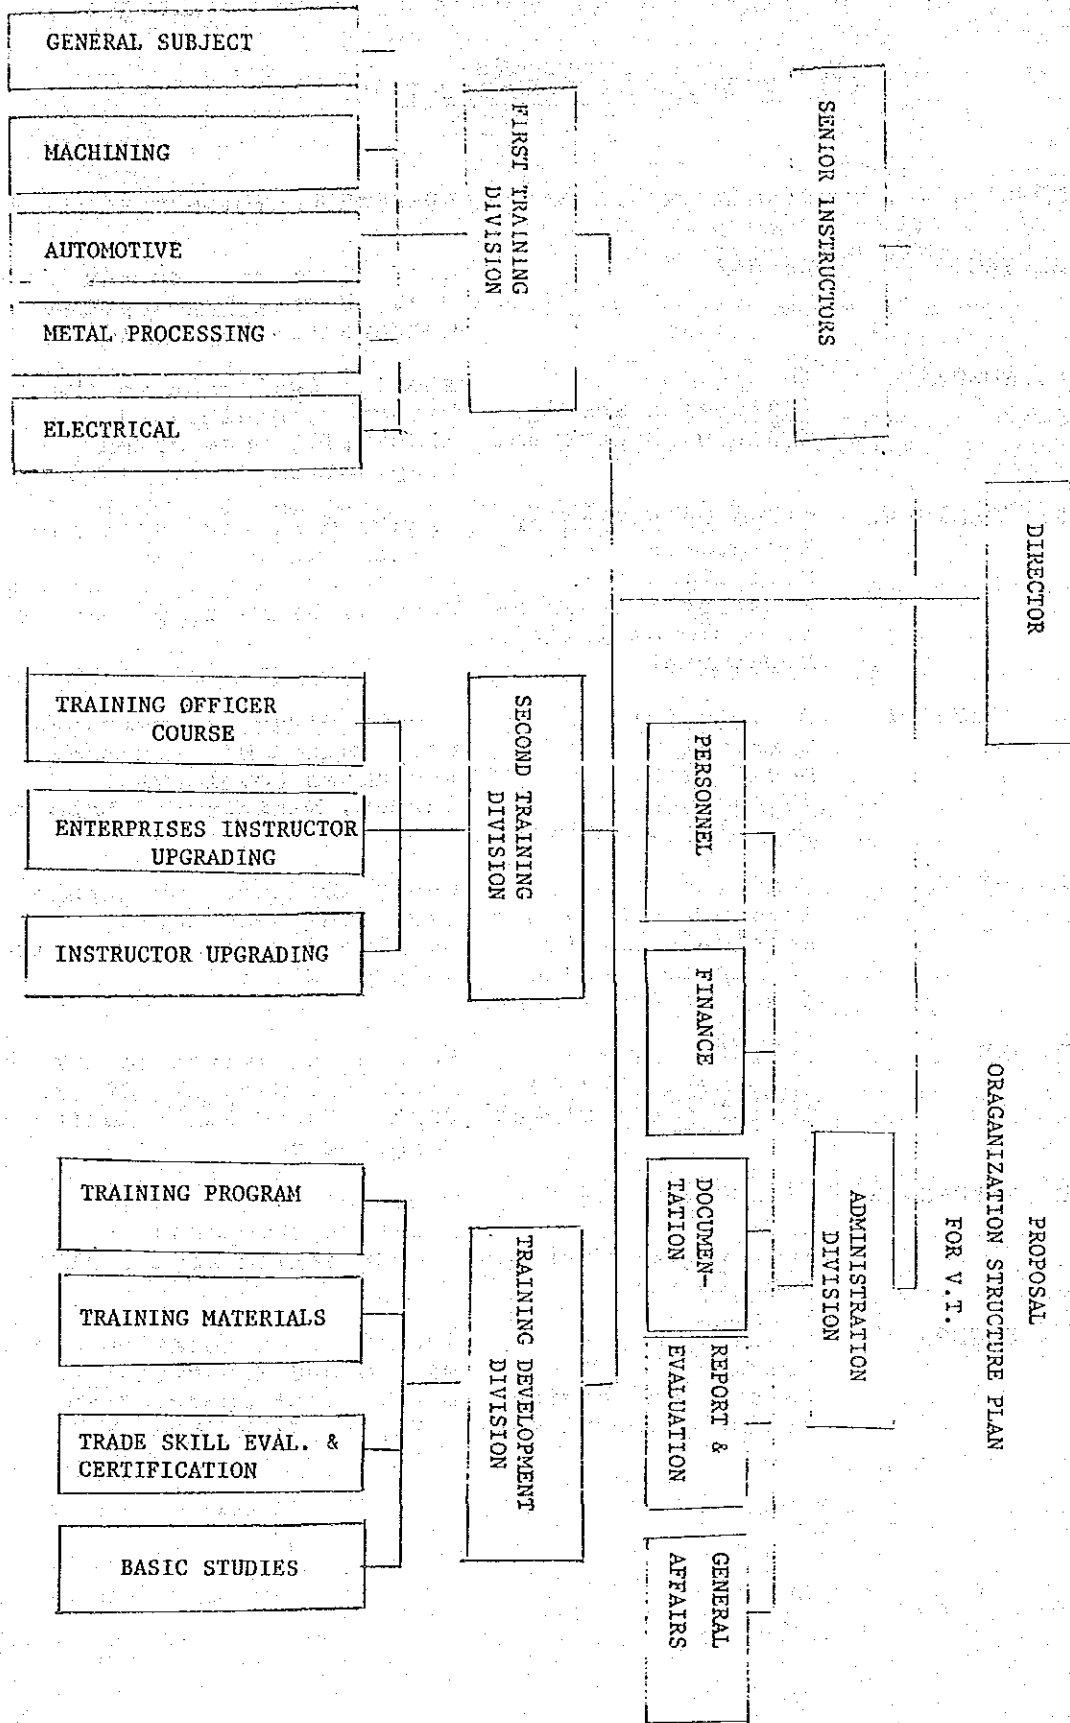 PROPOSAL
ORAGANIZATION STRUCTURE PLAN
FOR V.T.
DIRECTOR
SENIOR INSTRUCTORS
ADMINISTRATION
DIVISION
PERSONNEL
FINANCE
DOCUMEN-
TATION
REPORT &
EVALUATION
GENERAL
AFFAIRS
FIRST TRAINING
DIVISION
SECOND TRAINING
DIVISION
TRAINING DEVELOPMENT
DIVISION
GENERAL SUBJECT
MACHINING
AUTOMOTIVE
METAL PROCESSING
ELECTRICAL
TRAINING OFFICER
COURSE
ENTERPRISES INSTRUCTOR
UPGRADING
INSTRUCTOR UPGRADING
TRAINING PROGRAM
TRAINING MATERIALS
TRADE SKILL EVAL. &
CERTIFICATION
BASIC STUDIES